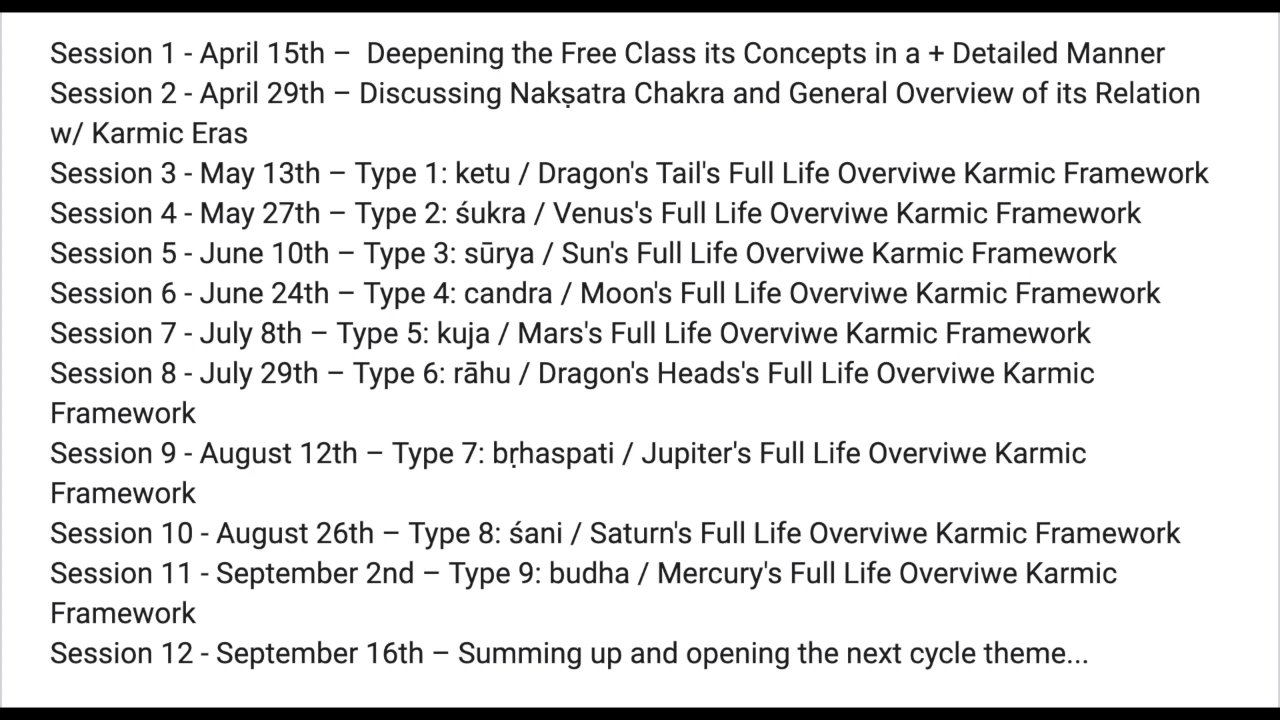 Session 1 - April 15th –  Deepening the Free Class its Concepts in a + Detailed Manner
Session 2 - April 29th – Discussing Nakṣatra Chakra and General Overview of its Relation
w/ Karmic Eras
Session 3 - May 13th – Type 1: ketu / Dragon's Tail's Full Life Overviwe Karmic Framework
Session 4 - May 27th – Type 2: śukra / Venus's Full Life Overviwe Karmic Framework
Session 5 - June 10th – Type 3: sūrya / Sun's Full Life Overviwe Karmic Framework
Session 6 - June 24th – Type 4: candra / Moon's Full Life Overviwe Karmic Framework
Session 7 - July 8th – Type 5: kuja / Mars's Full Life Overviwe Karmic Framework
Session 8 - July 29th – Type 6: rāhu / Dragon's Heads's Full Life Overviwe Karmic
Framework
Session 9 - August 12th – Type 7: bṛhaspati / Jupiter's Full Life Overviwe Karmic
Framework
Session 10 - August 26th – Type 8: śani / Saturn's Full Life Overviwe Karmic Framework
Session 11 - September 2nd – Type 9: budha / Mercury's Full Life Overviwe Karmic
Framework
Session 12 - September 16th – Summing up and opening the next cycle theme...